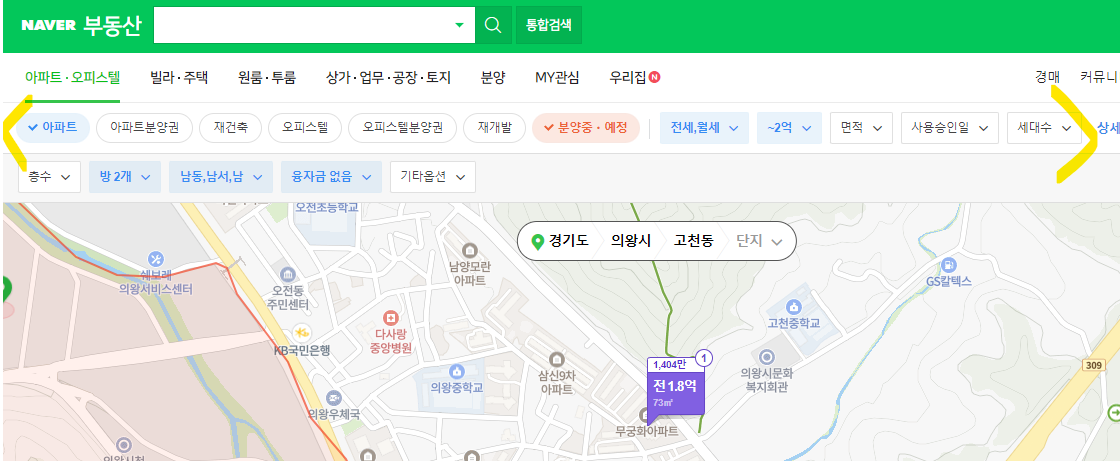 NAVER 부동산 통합검색
아파트·오피스텔 빌라·주택 원룸·투룸 상가·업무·공장·토지 분양 MY관심 우리집 N 경매 커뮤니
아파트 아파트분양권 재건축 오피스텔 오피스텔분양권 재개발 분양중·예정 전세,월세 ~2억 면적 사용승인일 세대수 상세
층수 방 2개 남동,남서,남 융자금 없음 기타옵션
오전초등학교
경기도 의왕시 고천동 단지
쉐보레
의왕서비스센터
오전동
주민센터
남양모란
아파트
GS칼텍스
KB국민은행
다사랑
중앙병원
고천중학교
의왕중학교
삼신9차
아파트
1,404만 1
전 1.8억
73㎡
의왕시문화
복지회관
309
의왕우체국
무궁화아파트
의왕시청